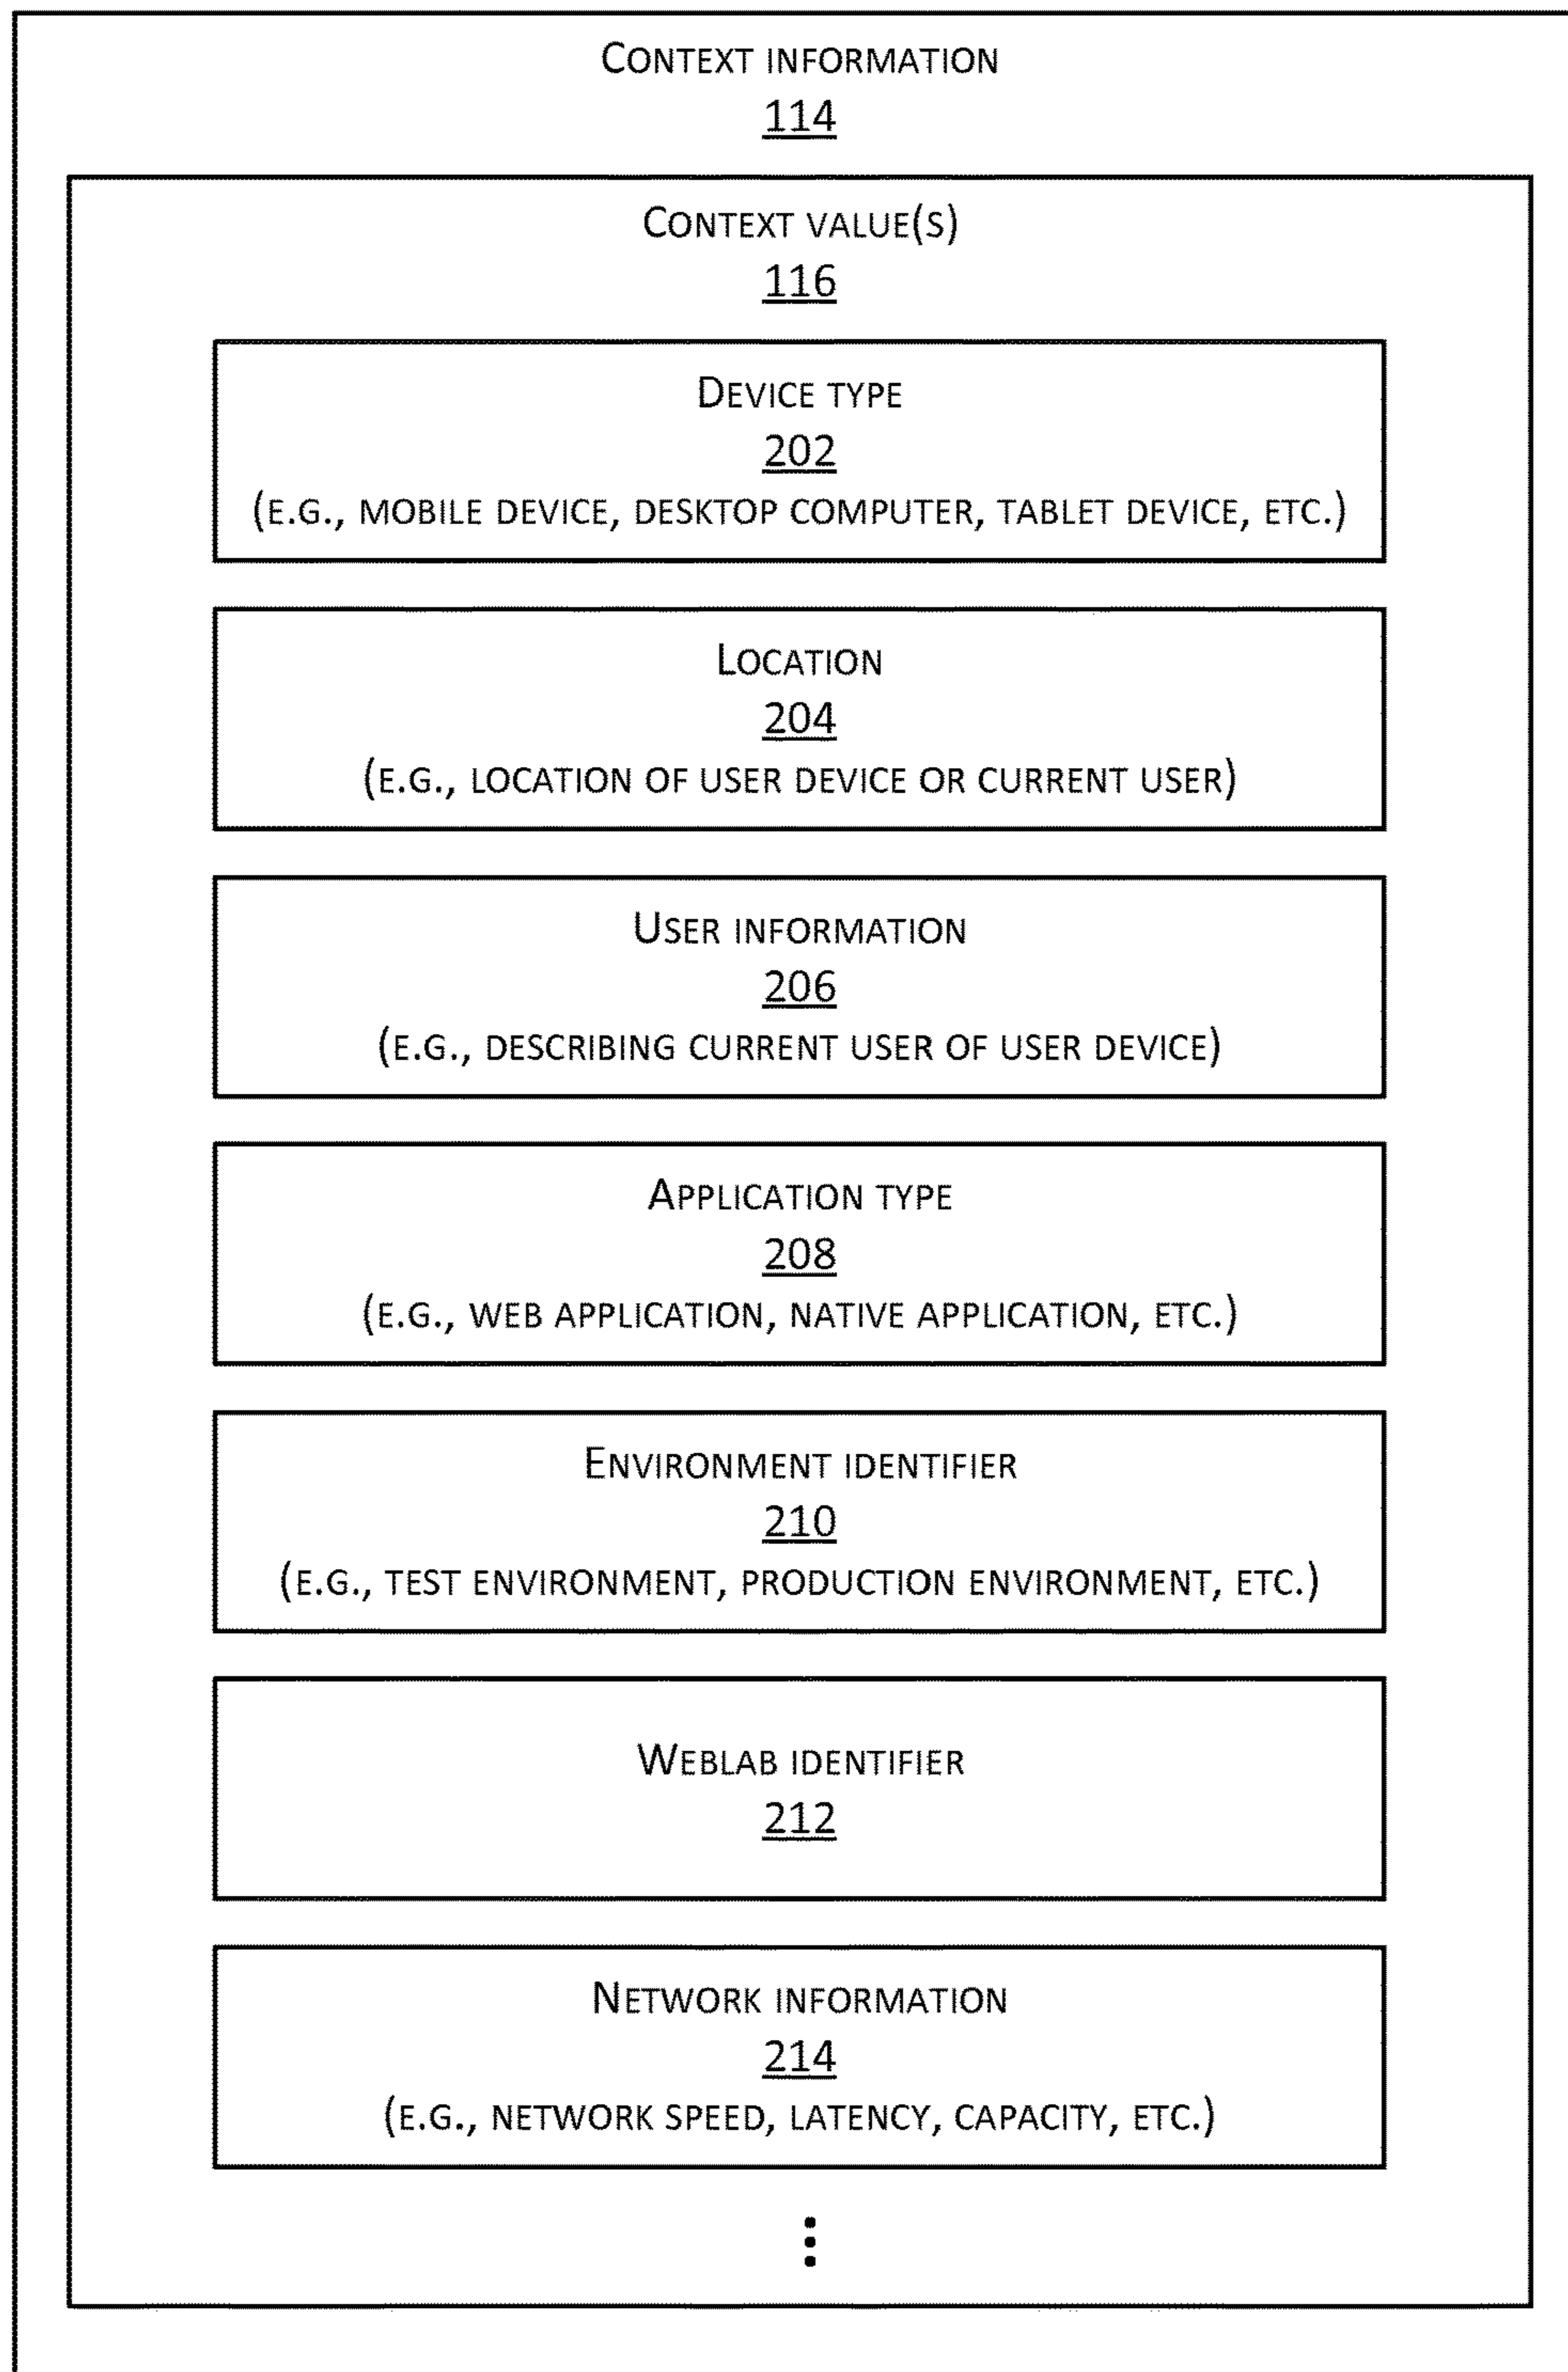 CONTEXT INFORMATION
114
CONTEXT VALUE(S)
116
DEVICE TYPE
202
(E.G., MOBILE DEVICE, DESKTOP COMPUTER, TABLET DEVICE, ETC.)
LOCATION
204
(E.G., LOCATION OF USER DEVICE OR CURRENT USER)
USER INFORMATION
206
(E.G., DESCRIBING CURRENT USER OF USER DEVICE)
APPLICATION TYPE
208
(E.G., WEB APPLICATION, NATIVE APPLICATION, ETC.)
ENVIRONMENT IDENTIFIER
210
(E.G., TEST ENVIRONMENT, PRODUCTION ENVIRONMENT, ETC.)
WEBLAB IDENTIFIER
212
NETWORK INFORMATION
214
(E.G., NETWORK SPEED, LATENCY, CAPACITY, ETC.)